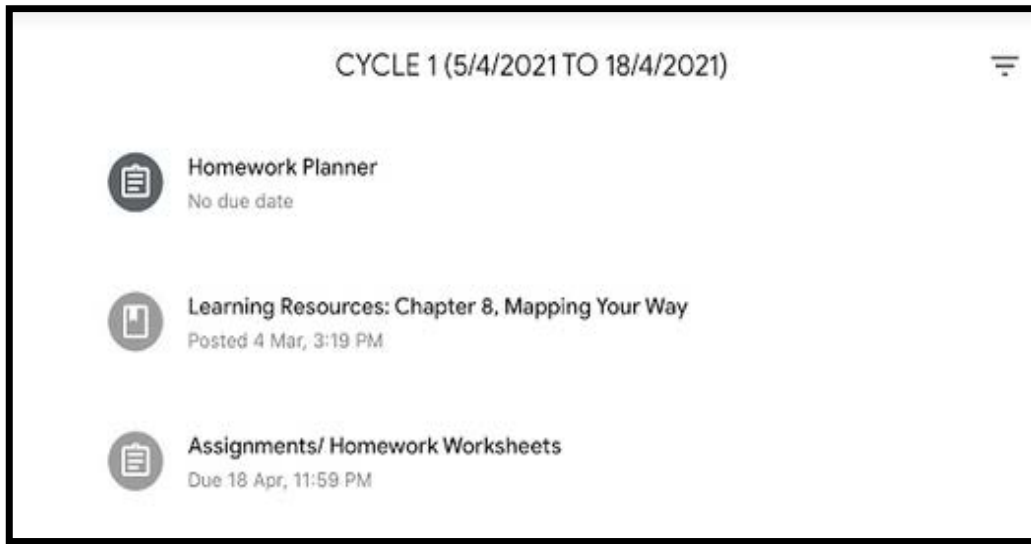 CYCLE 1 (5/4/2021 TO 18/4/2021)
Homework Planner
No due date
Learning Resources: Chapter 8, Mapping Your Way
Posted 4 Mar, 3:19 PM
Assignments/ Homework Worksheets
Due 18 Apr, 11:59 PM